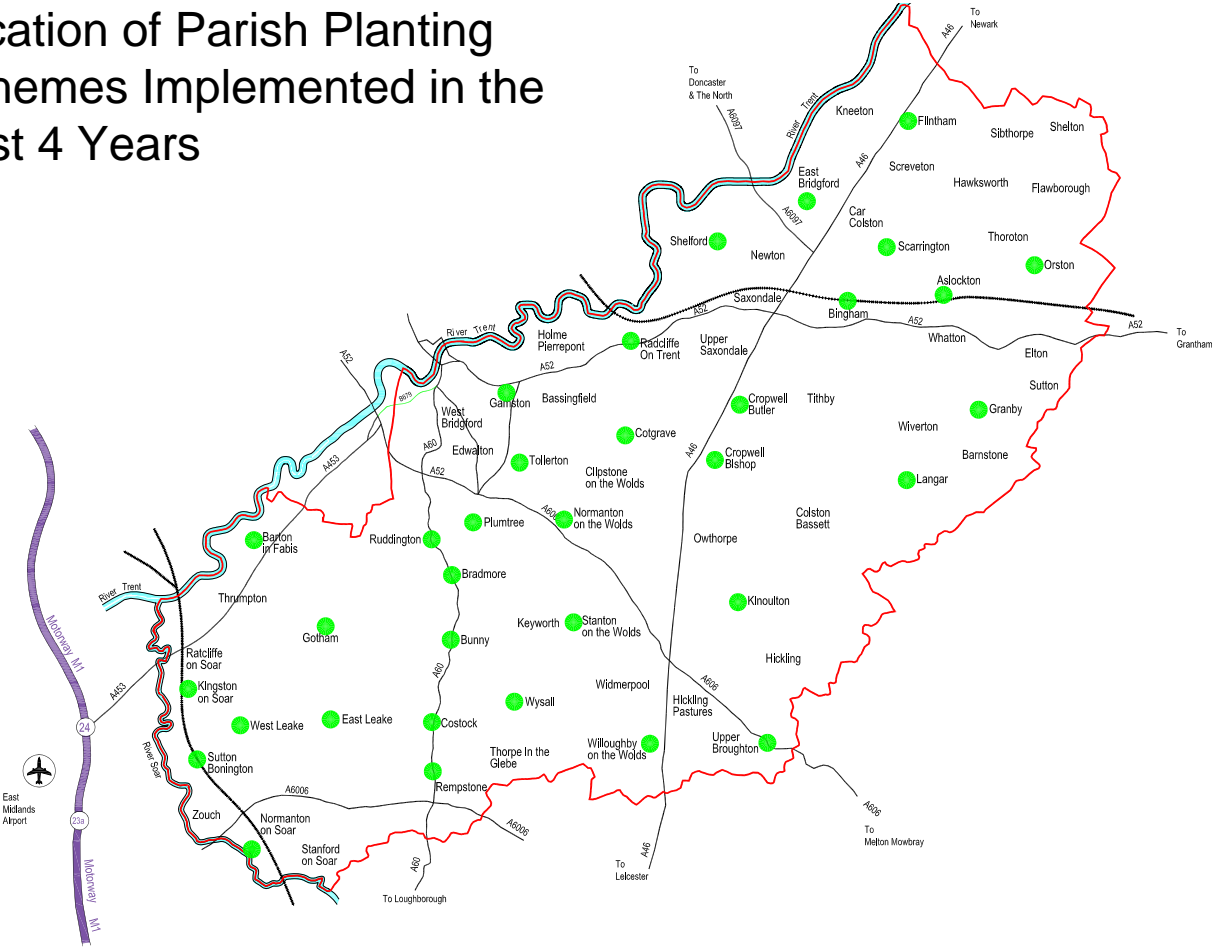 cation of Parish Planting
hemes Implemented in the
st 4 Years
To
Newark
A46
To
Doncaster
& The North
A6097
River Trent
Kneeton
Flintham
Sibthorpe
Shelton
A46
Screveton
East
Bridgford
Hawksworth
Flawborough
A6097
Car
Colston
Shelford
Newton
Scarrington
Thoroton
Orston
Aslockton
Saxondale
A52
Bingham
A52
A52
To
Grantham
River Trent
Holme
Pierrepont
Radcliffe
On Trent
Upper
Saxondale
Whatton
Elton
A52
A52
Sutton
B679
Gamston
Bassingfield
West
Bridgford
Cropwell
Butler
Tithby
Granby
Wiverton
Cotgrave
A60
Edwalton
A46
Cropwell
Bishop
Barnstone
A453
A52
Tollerton
Clipstone
on the Wolds
Langar
A606
Normanton
on the Wolds
Colston
Bassett
Plumtree
Barton
in Fabis
Ruddington
Owthorpe
Bradmore
River Trent
Thrumpton
Knoulton
Motorway M1
Gotham
Keyworth
Stanton
on the Wolds
Bunny
Ratcliffe
on Soar
Hickling
A60
A453
Kingston
on Soar
Widmerpool
A606
Hickling
Pastures
Wysall
24
West Leake
East Leake
Costock
River Soar
Thorpe In the
Glebe
Willoughby
on the Wolds
Upper
Broughton
Sutton
Bonington
Rempstone
A6006
East
Midlands
Airport
A606
Zouch
Normanton
on Soar
23a
A6006
To
Melton Mowbray
Stanford
on Soar
A46
A60
To
Leicester
Motorway M1
To Loughborough